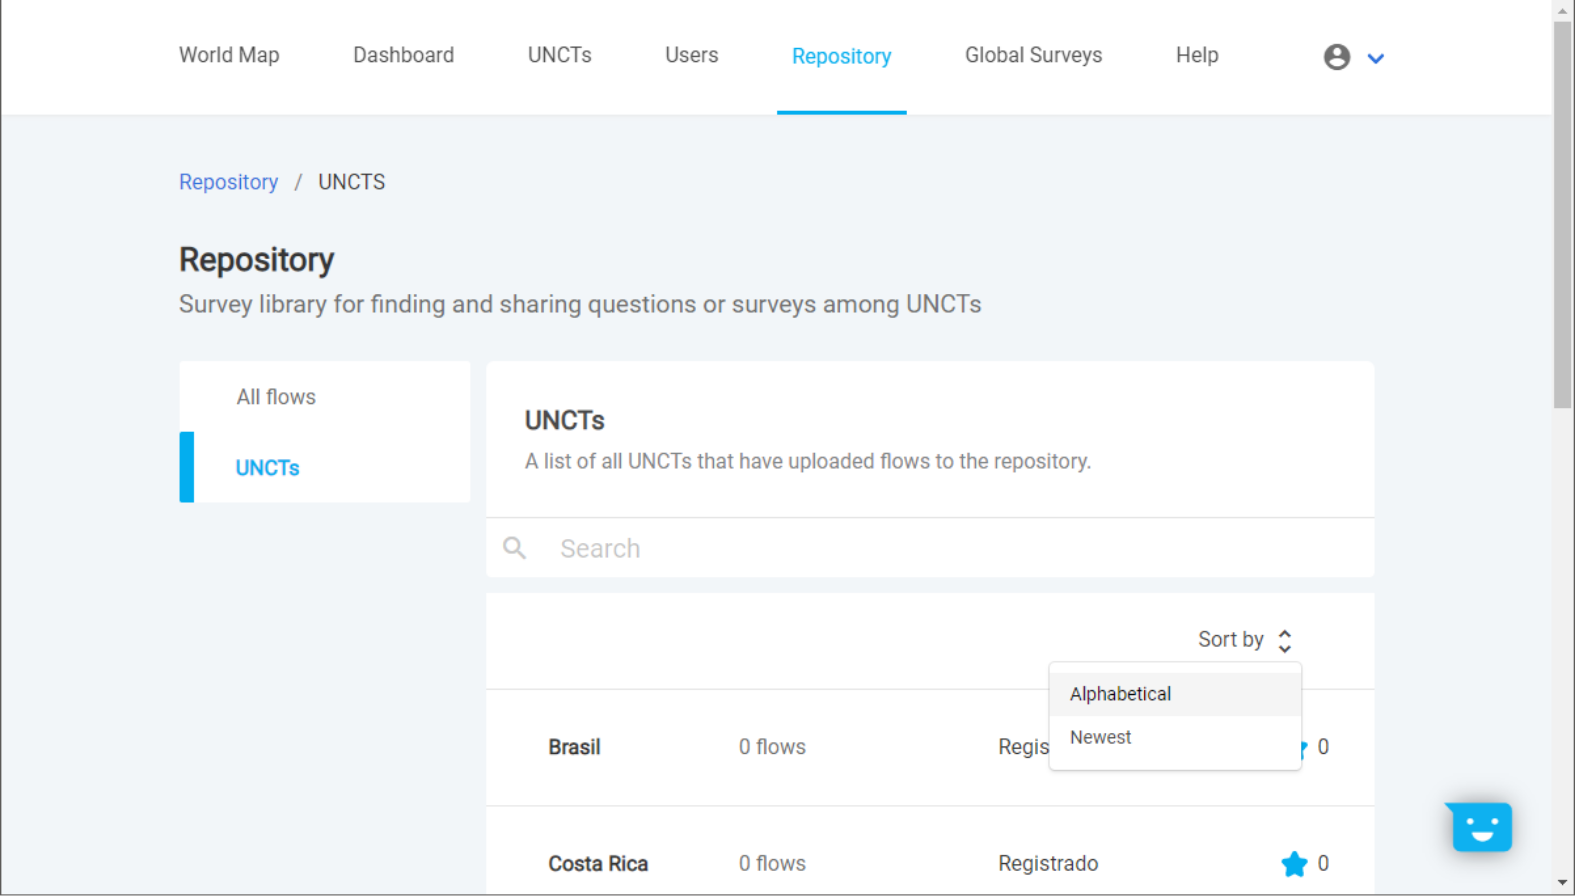 World Map Dashboard UNCTs Users Repository Global Surveys Help
Repository / UNCTS
Repository
Survey library for finding and sharing questions or surveys among UNCTs
All flows
UNCTs
UNCTs
A list of all UNCTs that have uploaded flows to the repository.
Search
Sort by
Alphabetical
Newest
Brasil 0 flows Regis 0
Costa Rica 0 flows Registrado 0